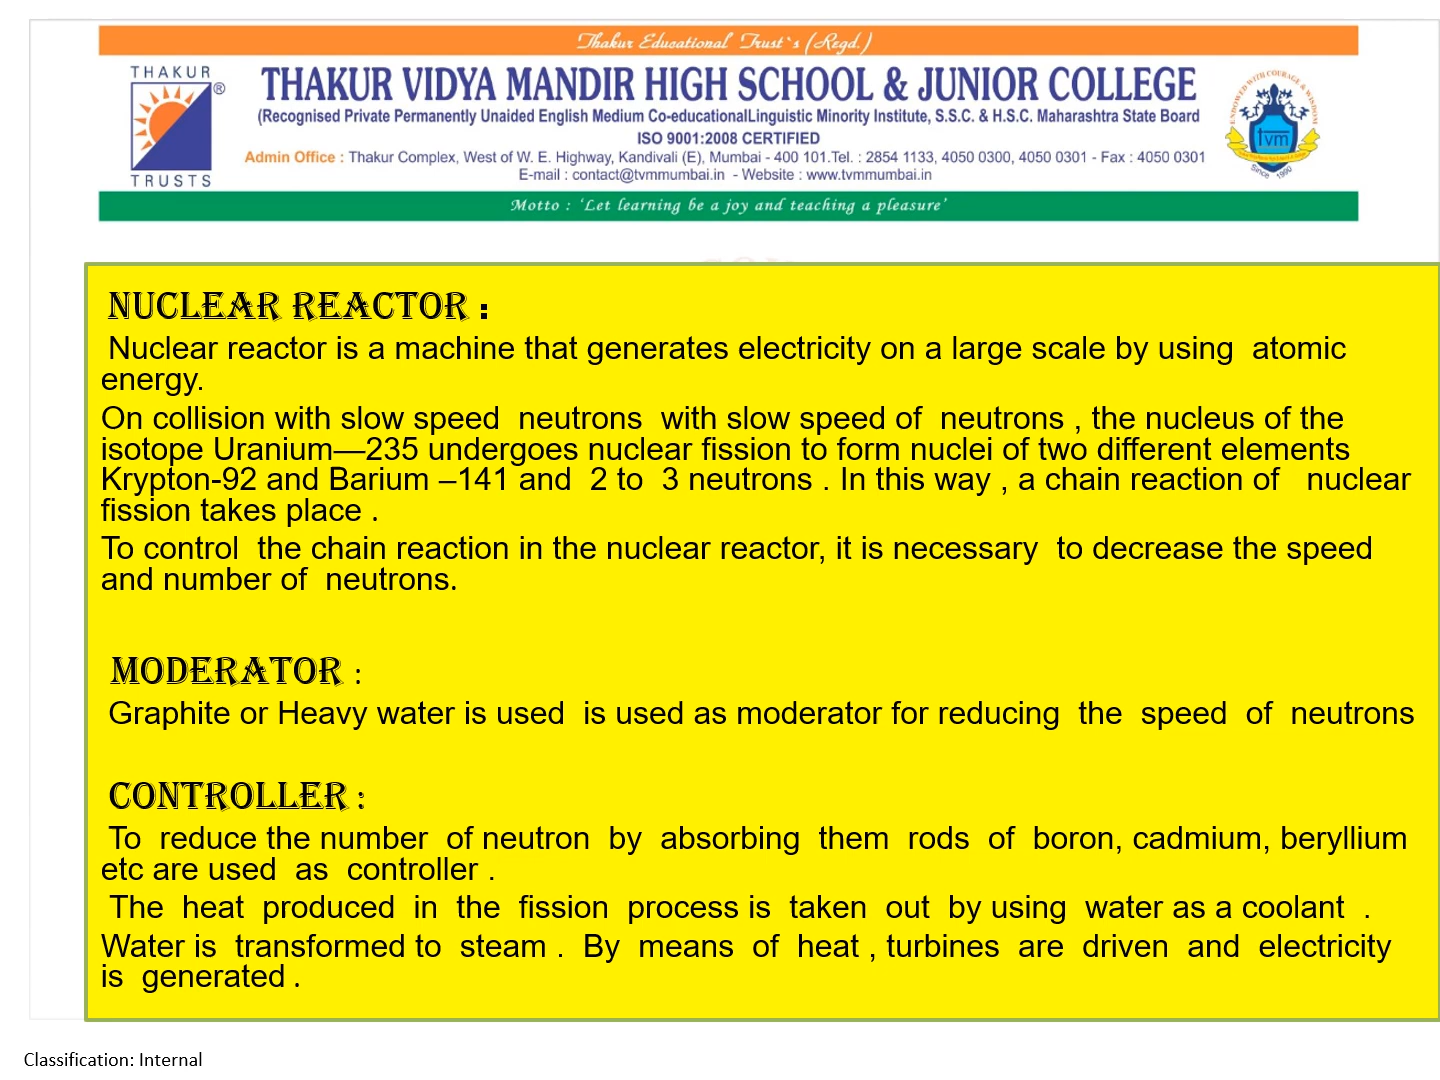 Thakur Educational Trust`s (Regd.)
THAKUR
®
TRUSTS
THAKUR VIDYA MANDIR HIGH SCHOOL & JUNIOR COLLEGE
(Recognised Private Permanently Unaided English Medium Co-educationalLinguistic Minority Institute, S.S.C. & H.S.C. Maharashtra State Board
ISO 9001:2008 CERTIFIED
Admin Office : Thakur Complex, West of W. E. Highway, Kandivali (E), Mumbai - 400 101.Tel. : 2854 1133, 4050 0300, 4050 0301 - Fax : 4050 0301
E-mail : contact@tvmmumbai.in - Website : www.tvmmumbai.in
ENDOWED WITH COURAGE & WISDOM
tvm
Since 1990
Motto : ‘Let learning be a joy and teaching a pleasure’
NUCLEAR REACTOR :
Nuclear reactor is a machine that generates electricity on a large scale by using atomic
energy.
On collision with slow speed neutrons with slow speed of neutrons , the nucleus of the
isotope Uranium—235 undergoes nuclear fission to form nuclei of two different elements
Krypton-92 and Barium –141 and 2 to 3 neutrons . In this way , a chain reaction of nuclear
fission takes place .
To control the chain reaction in the nuclear reactor, it is necessary to decrease the speed
and number of neutrons.
MODERATOR :
Graphite or Heavy water is used is used as moderator for reducing the speed of neutrons
CONTROLLER :
To reduce the number of neutron by absorbing them rods of boron, cadmium, beryllium
etc are used as controller .
The heat produced in the fission process is taken out by using water as a coolant .
Water is transformed to steam . By means of heat , turbines are driven and electricity
is generated .
Classification: Internal